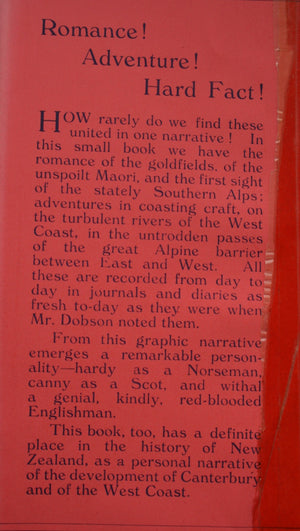 Romance!
Adventure!
Hard Fact!
HOW rarely do we find these
united in one narrative! In
this small book we have the
romance of the goldfields, of the
unspoilt Maori, and the first sight
of the stately Southern Alps;
adventures in coasting craft, on
the turbulent rivers of the West
Coast, in the untrodden passes
of the great Alpine barrier
between East and West. All
these are recorded from day to
day in journals and diaries as
fresh to-day as they were when
Mr. Dobson noted them.
From this graphic narrative
emerges a remarkable person-
ality—hardy as a Norseman,
canny as a Scot, and withal
a genial, kindly, red-blooded
Englishman.
This book, too, has a definite
place in the history of New
Zealand, as a personal narrative
of the development of Canterbury
and of the West Coast.